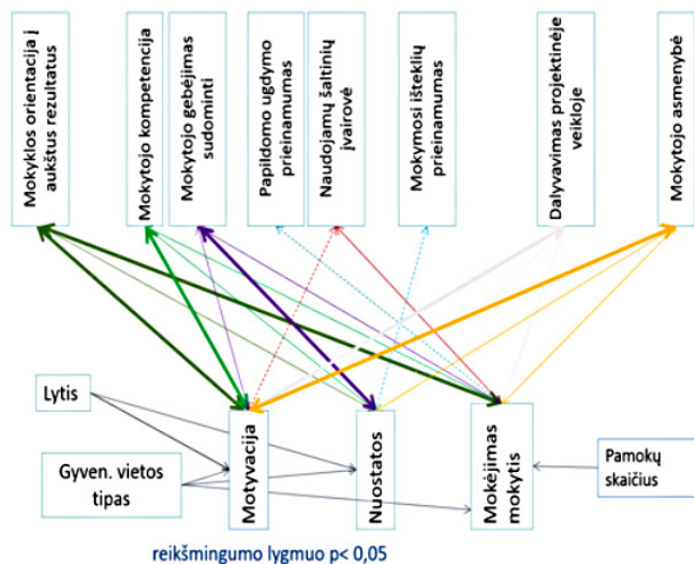 Mokyklos orientacija į
aukštus rezultatus
Mokytojo kompetencija
Mokytojo gebėjimas
sudominti
Papildomo ugdymo
prieinamumas
Naudojamų šaltinių
įvairovė
Mokymosi išteklių
prieinamumas
Dalyvavimas projektinėje
veikloje
Mokytojo asmenybė
Lytis
Gyven. vietos
tipas
Motyvacija
Nuostatos
Mokėjimas
mokytis
Pamokų
skaičius
reikšmingumo lygmuo p< 0,05